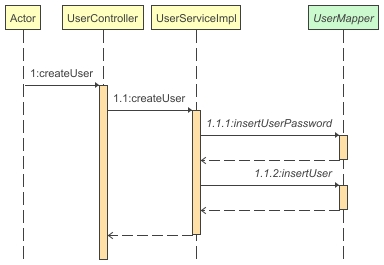 Actor
UserController
UserServiceImpl
UserMapper
1:createUser
1.1:createUser
1.1.1:insertUserPassword
1.1.2:insertUser